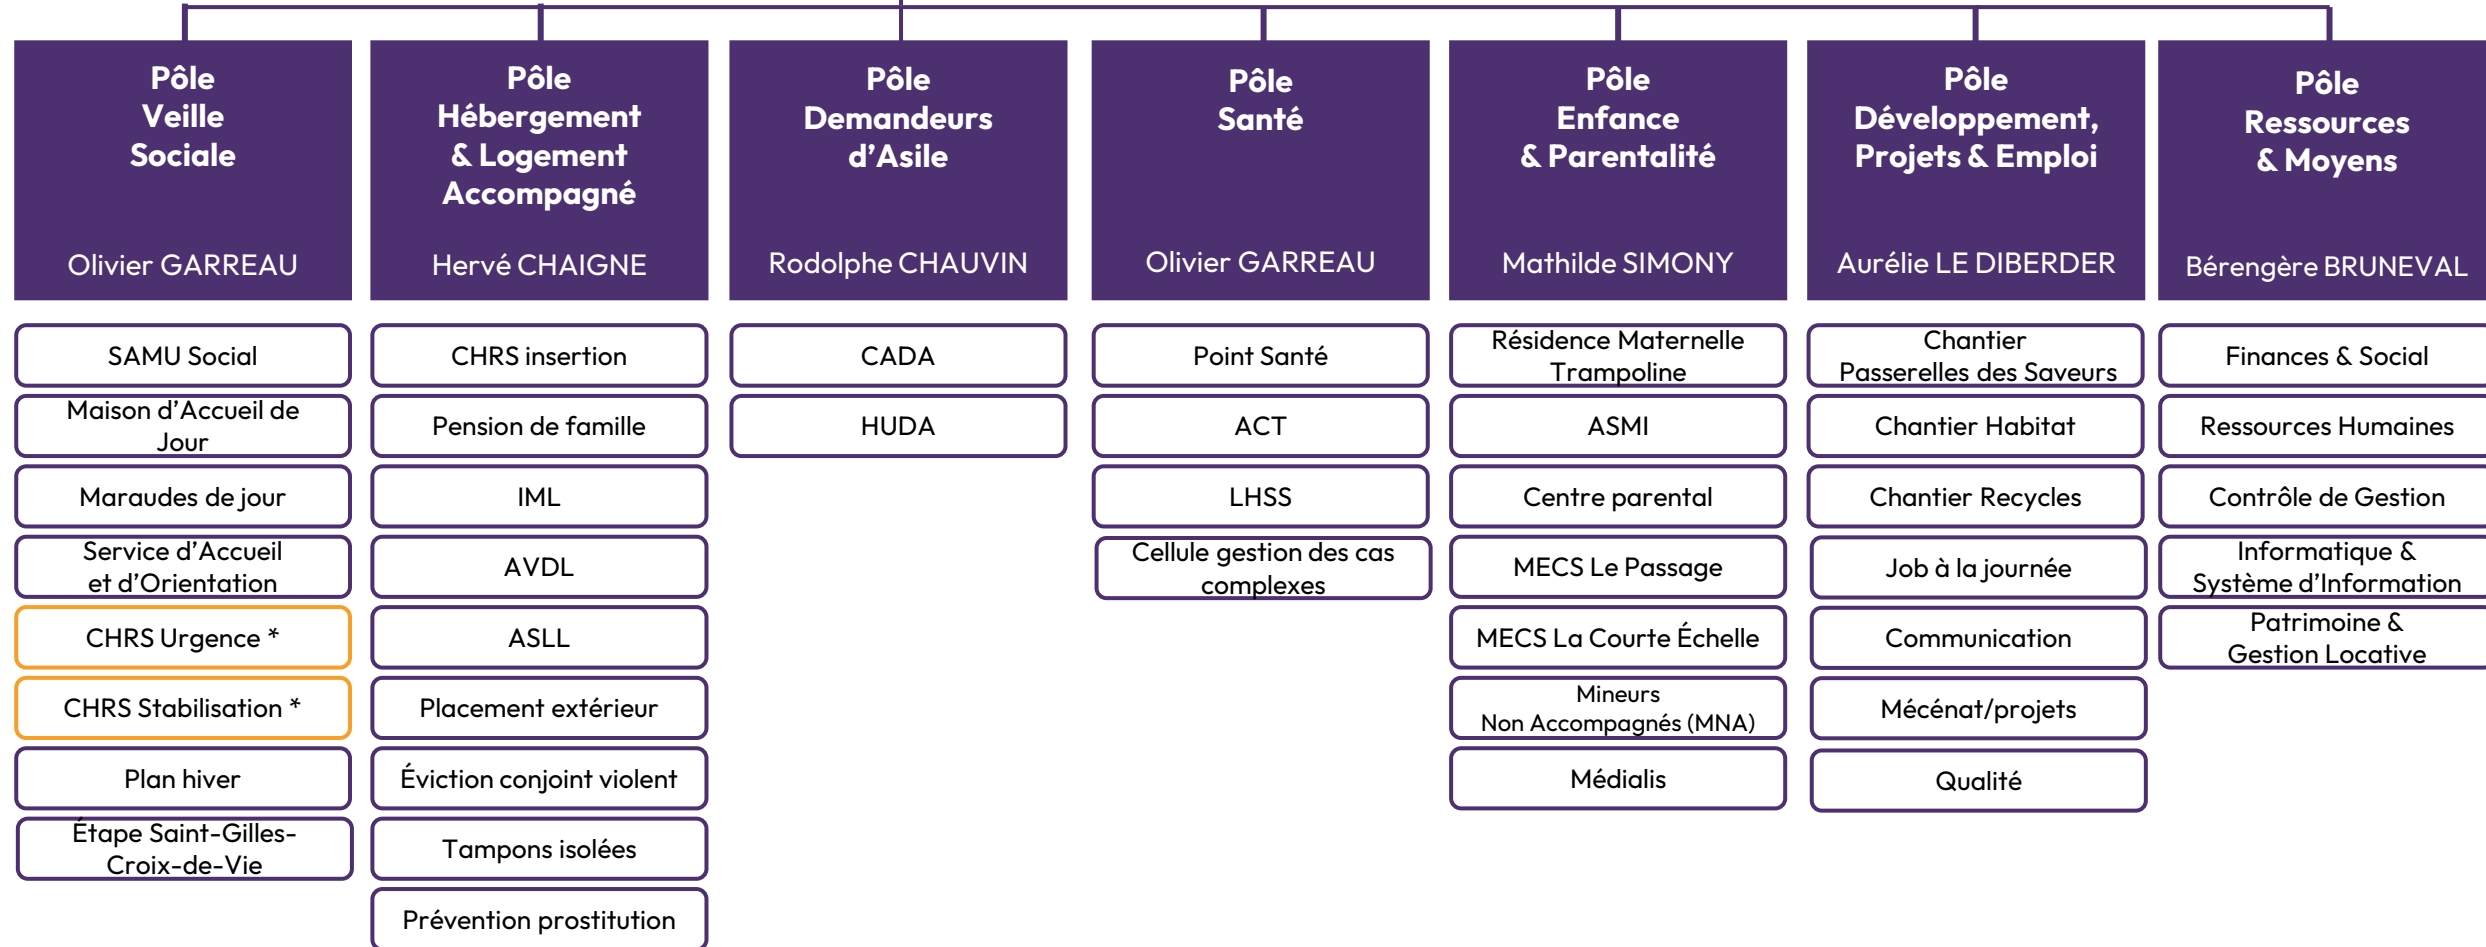 Pôle
Veille
Sociale
Olivier GARREAU
SAMU Social
Maison d'Accueil de
Jour
Maraudes de jour
Service d'Accueil
et d'Orientation
CHRS Urgence *
CHRS Stabilisation *
Plan hiver
Étape Saint-Gilles-
Croix-de-Vie
Pôle
Hébergement
& Logement
Accompagné
Hervé CHAIGNE
CHRS insertion
Pension de famille
IML
AVDL
ASLL
Placement extérieur
Éviction conjoint violent
Tampons isolées
Prévention prostitution
Pôle
Demandeurs
d'Asile
Rodolphe CHAUVIN
CADA
HUDA
Pôle
Santé
Olivier GARREAU
Point Santé
ACT
LHSS
Cellule gestion des cas
complexes
Pôle
Enfance
& Parentalité
Mathilde SIMONY
Résidence Maternelle
Trampoline
ASMI
Centre parental
MECS Le Passage
MECS La Courte Échelle
Mineurs
Non Accompagnés (MNA)
Médialis
Pôle
Développement,
Projets & Emploi
Aurélie LE DIBERDER
Chantier
Passerelles des Saveurs
Chantier Habitat
Chantier Recycles
Job à la journée
Communication
Mécénat/projets
Qualité
Pôle
Ressources
& Moyens
Bérengère BRUNEVAL
Finances & Social
Ressources Humaines
Contrôle de Gestion
Informatique &
Système d'Information
Patrimoine &
Gestion Locative